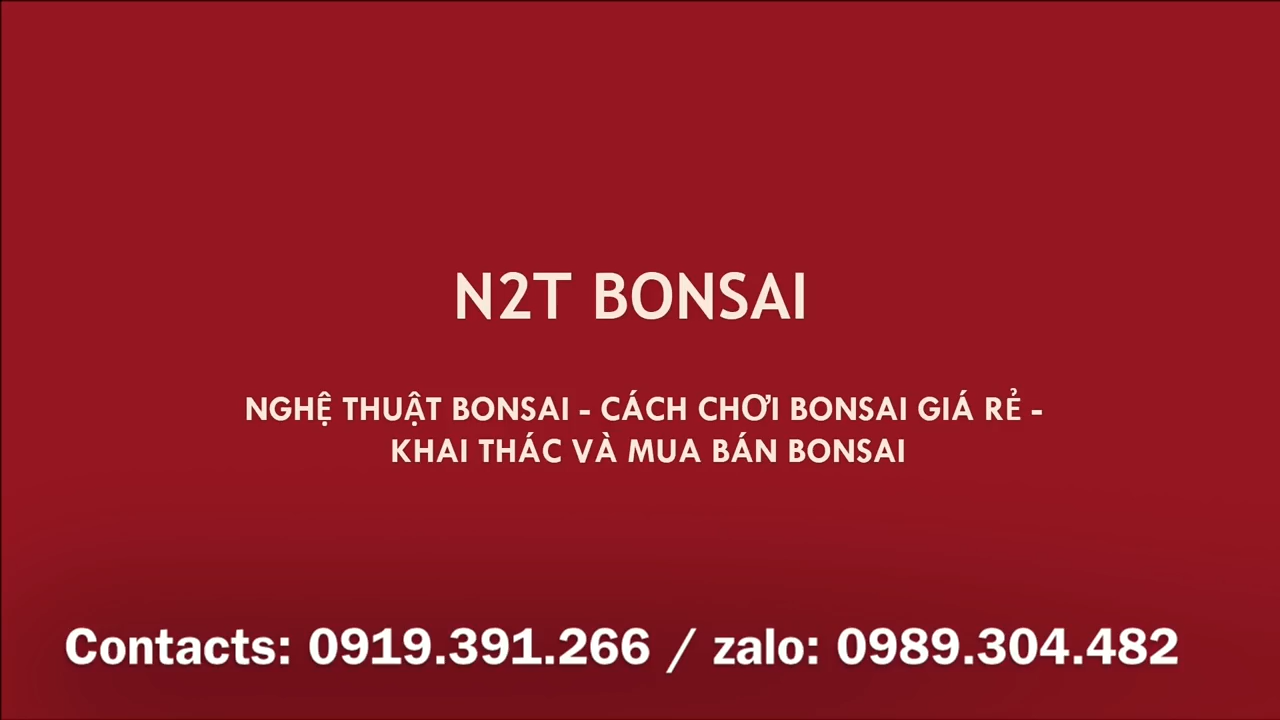 N2T BONSAI
NGHỆ THUẬT BONSAI - CÁCH CHƠI BONSAI GIÁ RẺ -
KHAI THÁC VÀ MUA BÁN BONSAI
Contacts: 0919.391.266 / zalo: 0989.304.482